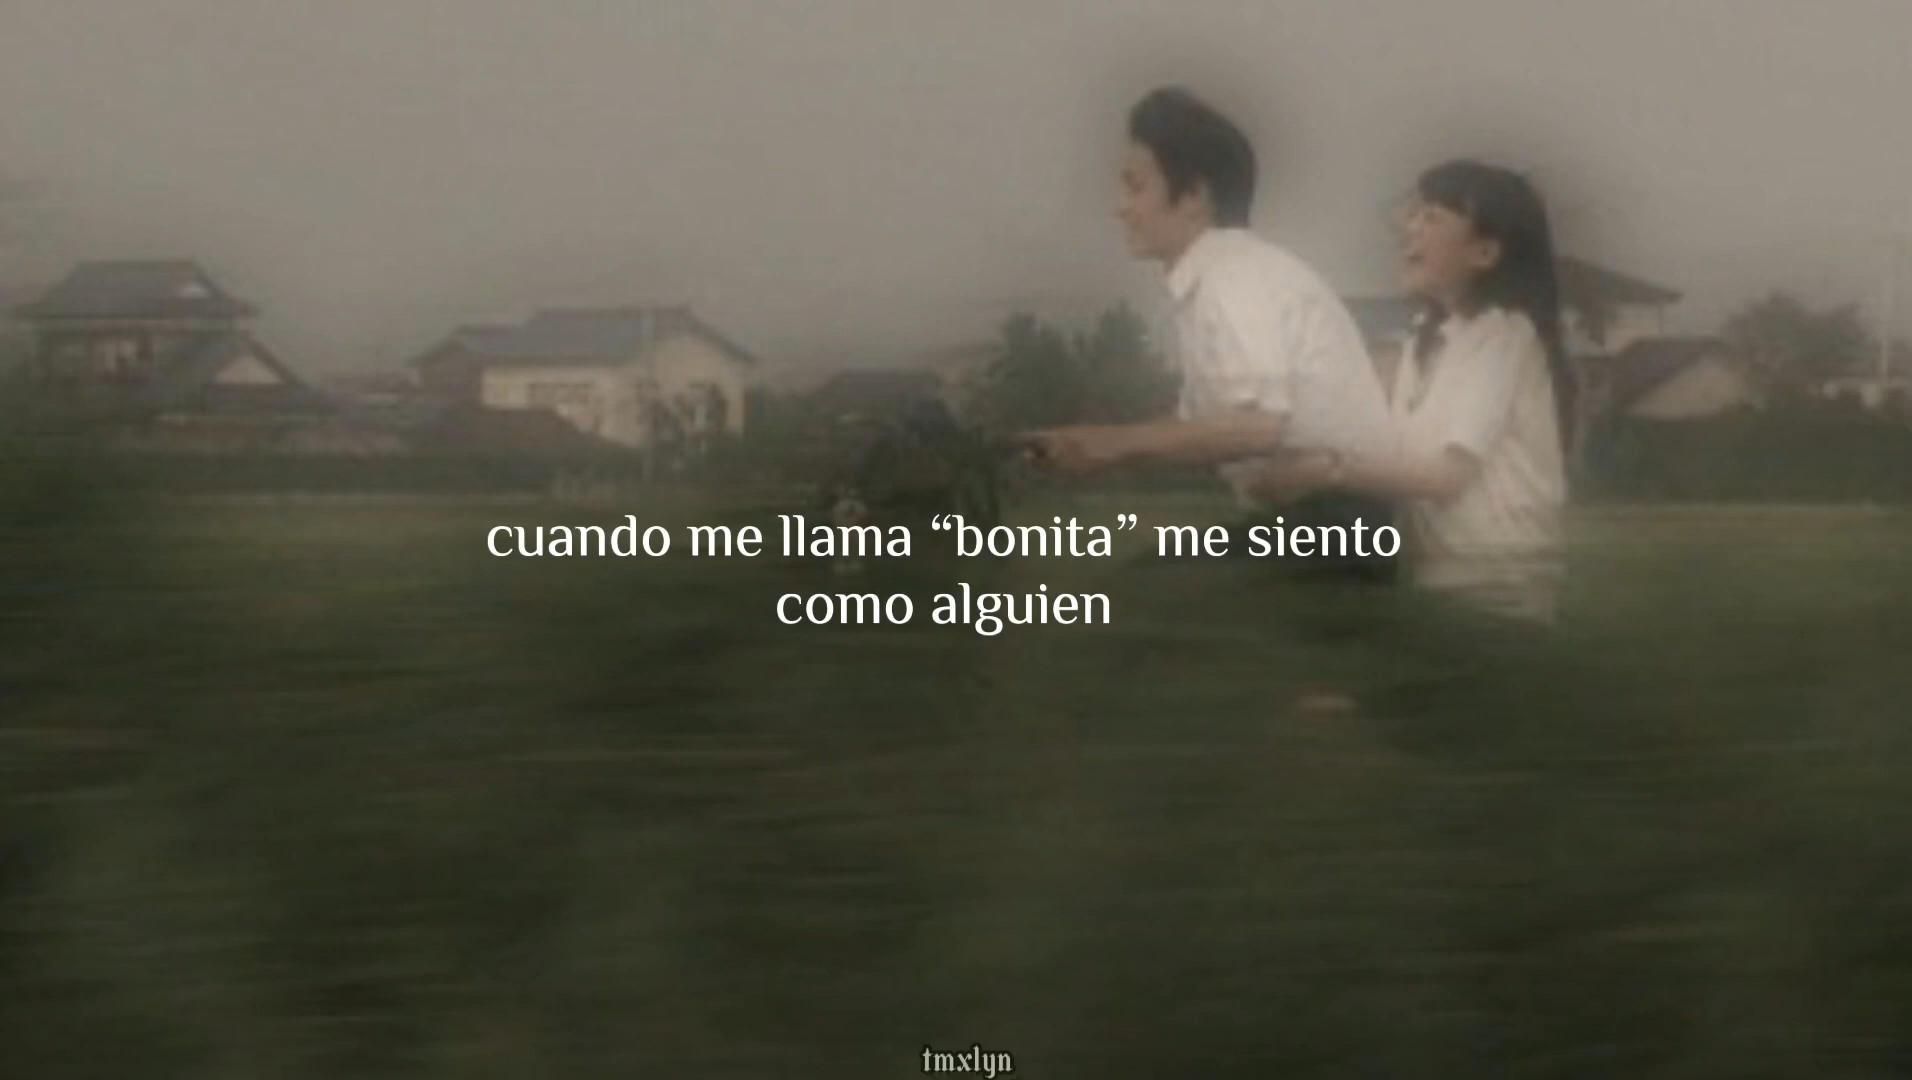 cuando me llama “bonita” me siento
como alguien
tmxlyn